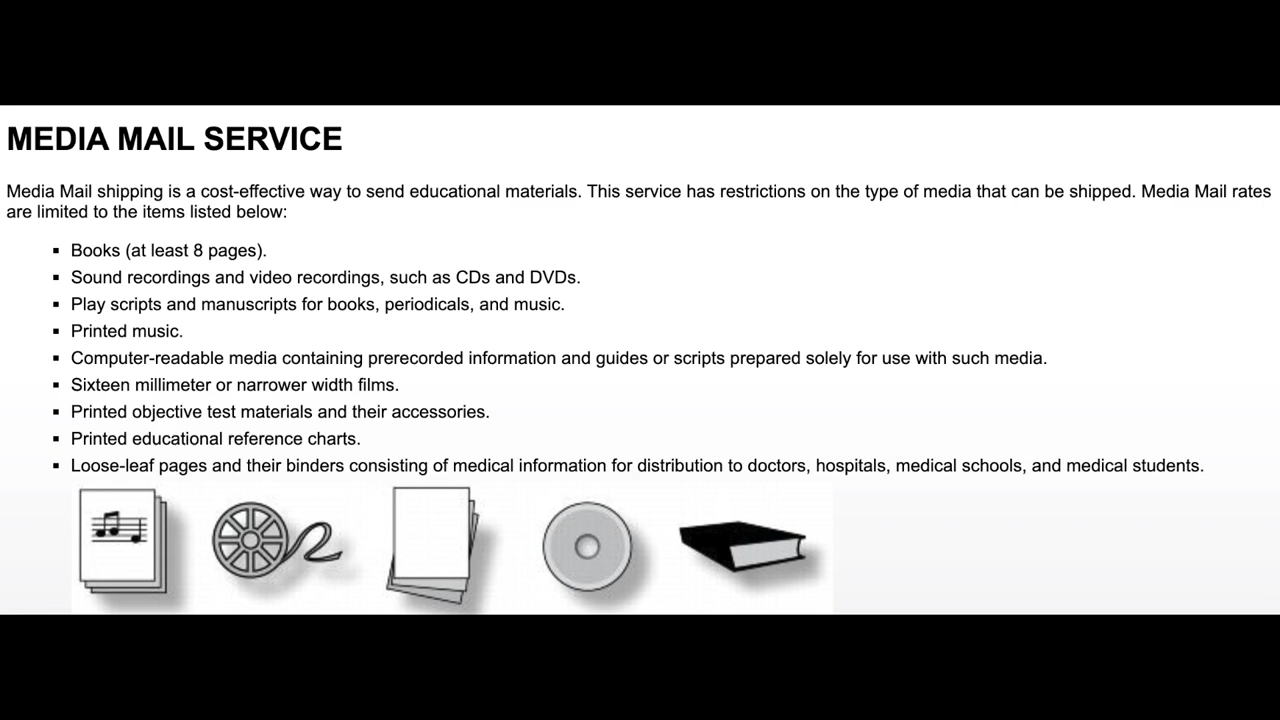 MEDIA MAIL SERVICE
Media Mail shipping is a cost-effective way to send educational materials. This service has restrictions on the type of media that can be shipped. Media Mail rates
are limited to the items listed below:
▪ Books (at least 8 pages).
▪ Sound recordings and video recordings, such as CDs and DVDs.
▪ Play scripts and manuscripts for books, periodicals, and music.
▪ Printed music.
▪ Computer-readable media containing prerecorded information and guides or scripts prepared solely for use with such media.
▪ Sixteen millimeter or narrower width films.
▪ Printed objective test materials and their accessories.
▪ Printed educational reference charts.
▪ Loose-leaf pages and their binders consisting of medical information for distribution to doctors, hospitals, medical schools, and medical students.